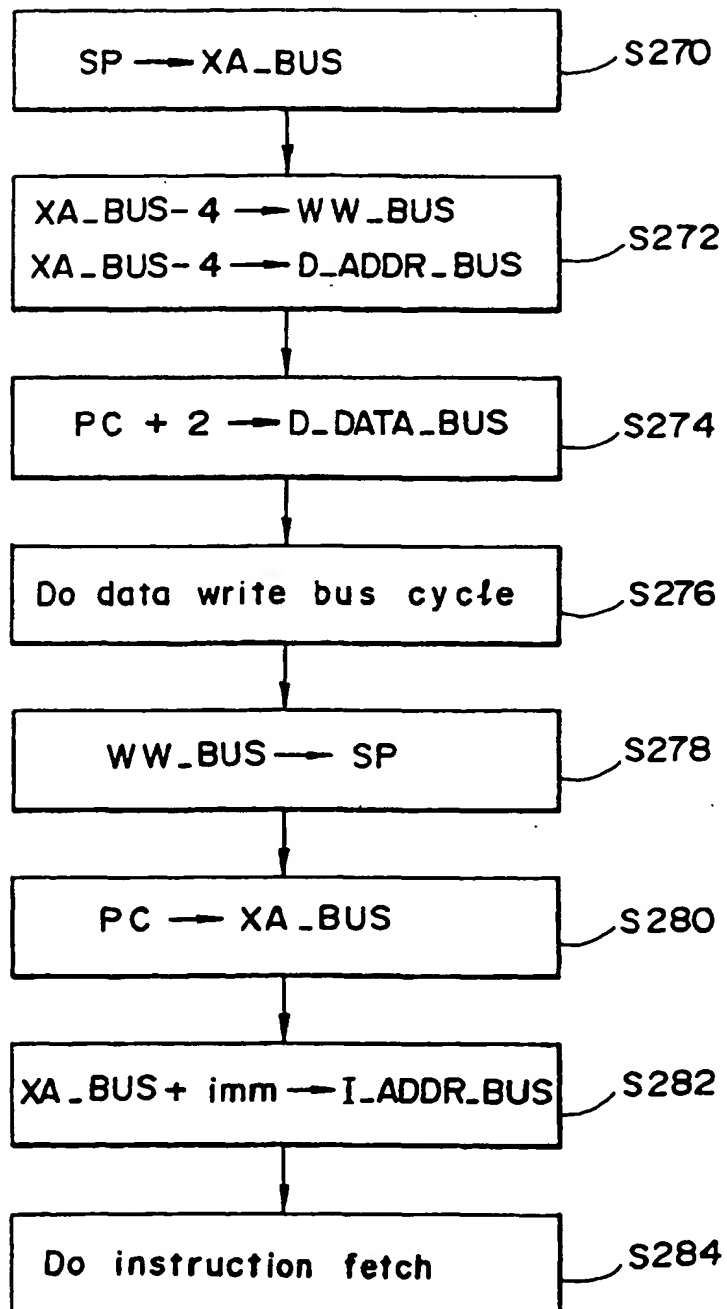 SP → XA_BUS
S270
XA_BUS-4 → WW_BUS
XA_BUS-4 → D_ADDR_BUS
S272
PC + 2 → D_DATA_BUS
S274
Do data write bus cycle
S276
WW_BUS → SP
S278
PC → XA_BUS
S280
XA_BUS + imm → I_ADDR_BUS
S282
Do instruction fetch
S284